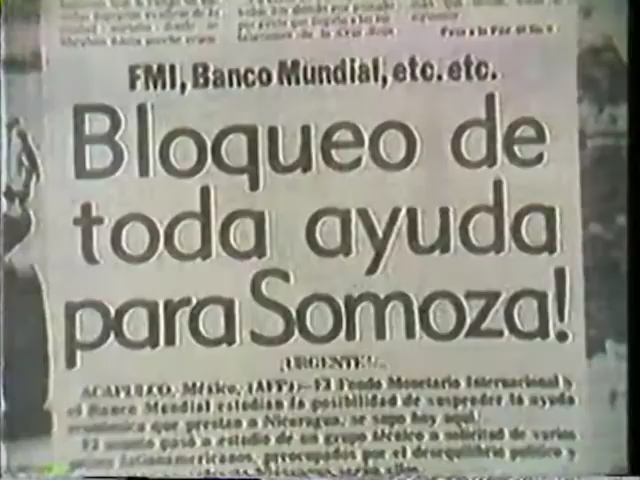 FMI, Banco Mundial, etc. etc.
Bloqueo de
toda ayuda
para Somoza!
¡URGENTE!..
ACAPULCO, México, (AFP).— El Fondo Monetario Internacional y
el Banco Mundial estudian la posibilidad de suspender la ayuda
económica que prestan a Nicaragua, se supo hoy aquí.
El asunto pasó a estudio de un grupo técnico a solicitud de varios
países latinoamericanos, preocupados por el desequilibrio político y